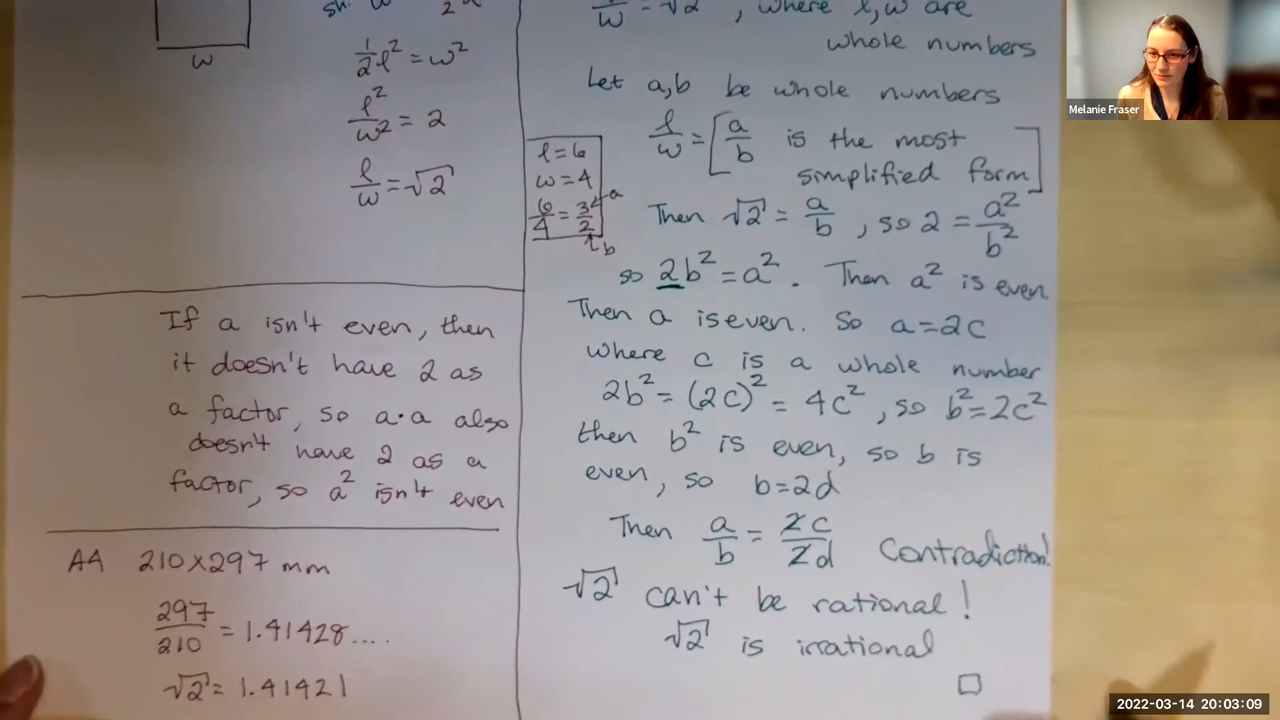 w
1/2 l² = w²
l²/w² = 2
l/w = √2
If a isn't even, then
it doesn't have 2 as
a factor, so a·a also
doesn't have 2 as a
factor, so a² isn't even
A4 210×297 mm
297/210 = 1.41428....
√2 = 1.41421
l/w = √2, where l,w are
whole numbers
Let a,b be whole numbers
l/w = [a/b is the most
simplified form]
l=6
w=4
6/4 = 3/2 ← a
↑ b
Then √2 = a/b, so 2 = a²/b²
so 2b² = a². Then a² is even
Then a is even. So a=2c
where c is a whole number
2b² = (2c)² = 4c², so b²=2c²
then b² is even, so b is
even, so b=2d
Then a/b = 2c/2d Contradiction!
√2 can't be rational!
√2 is irrational
□
Melanie Fraser
2022-03-14 20:03:09